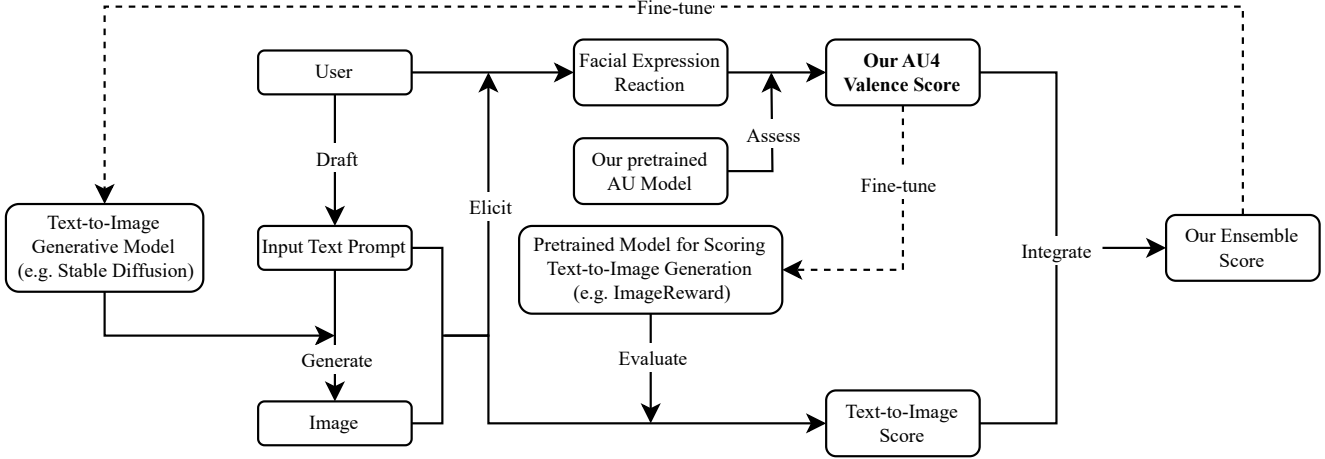 Fine-tune
User
Facial Expression
Reaction
Our AU4
Valence Score
Draft
Assess
Our pretrained
AU Model
Fine-tune
Elicit
Text-to-Image
Generative Model
(e.g. Stable Diffusion)
Input Text Prompt
Pretrained Model for Scoring
Text-to-Image Generation
(e.g. ImageReward)
Integrate
Our Ensemble
Score
Generate
Evaluate
Image
Text-to-Image
Score